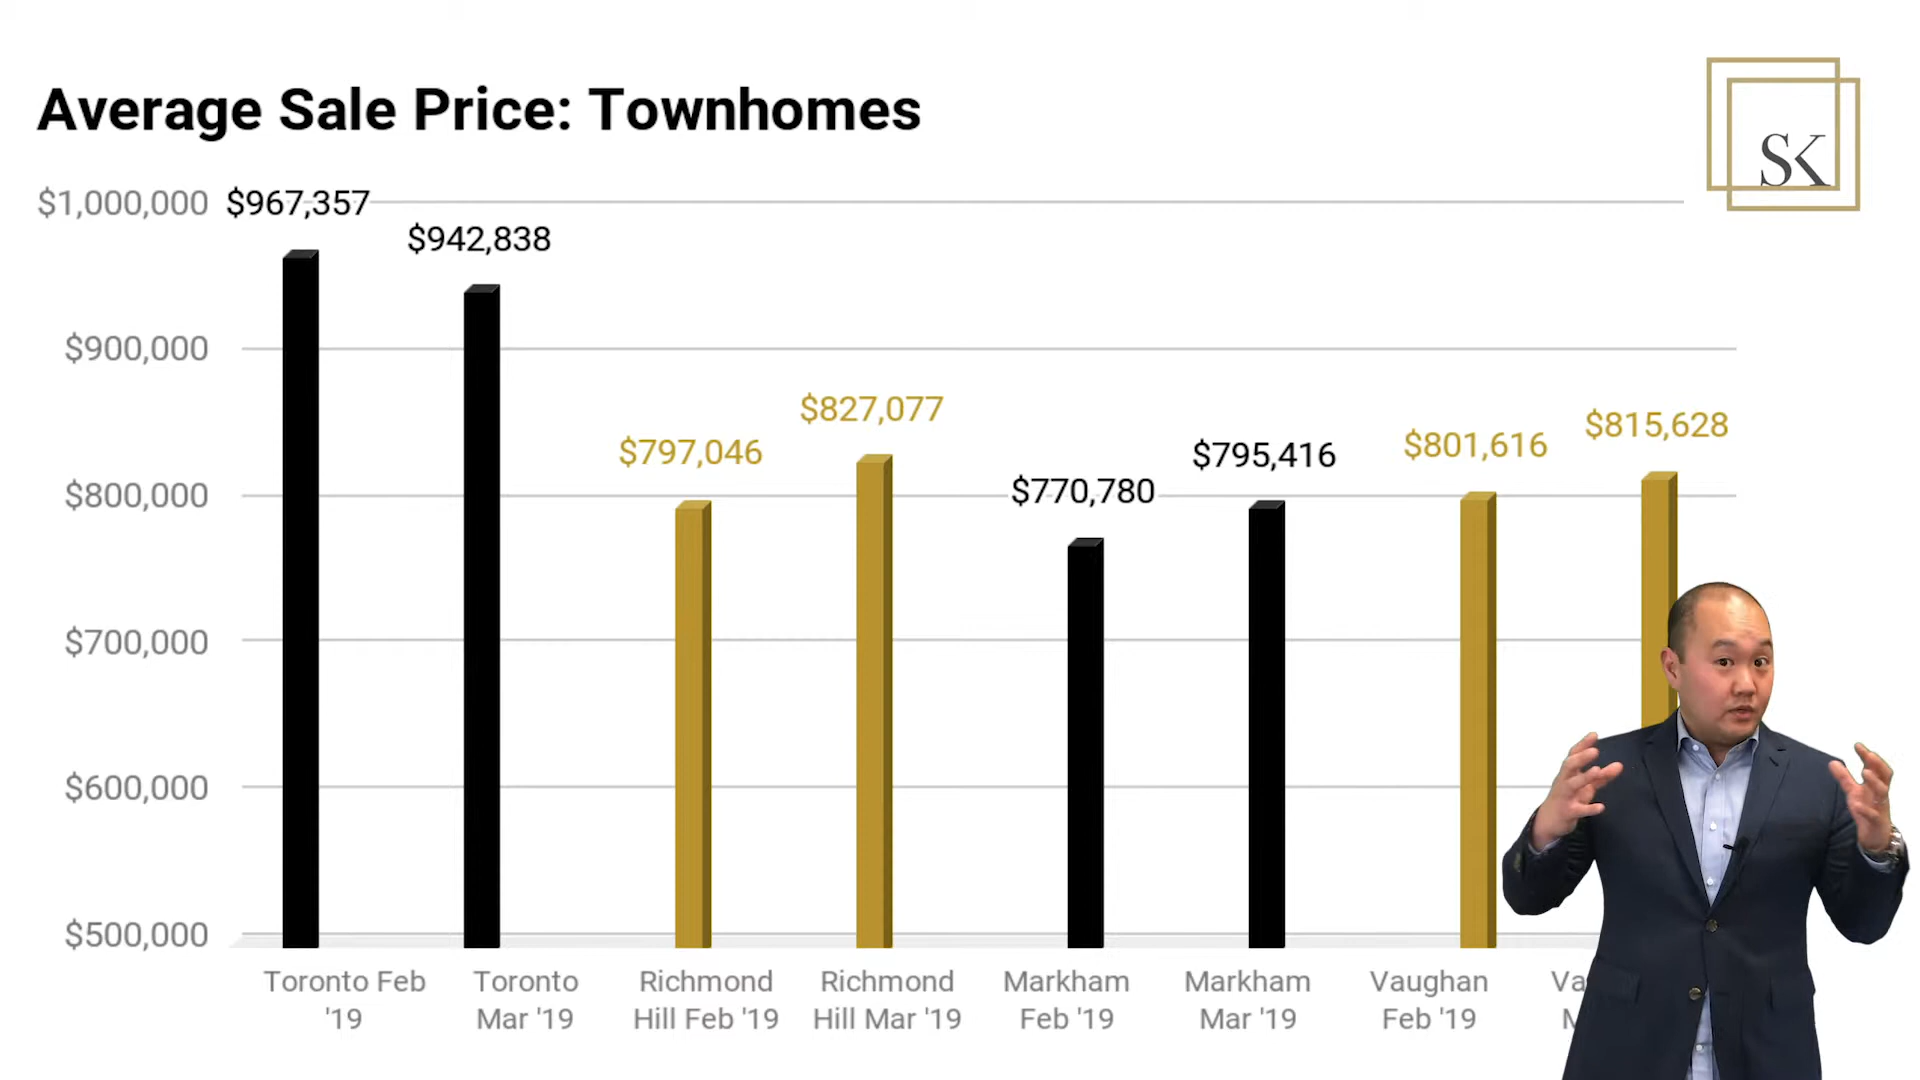 Average Sale Price: Townhomes
SK
$1,000,000
$967,357
$942,838
$900,000
$827,077
$815,628
$797,046
$801,616
$795,416
$770,780
$800,000
$700,000
$600,000
$500,000
Toronto Feb
'19
Toronto
Mar '19
Richmond
Hill Feb '19
Richmond
Hill Mar '19
Markham
Feb '19
Markham
Mar '19
Vaughan
Feb '19